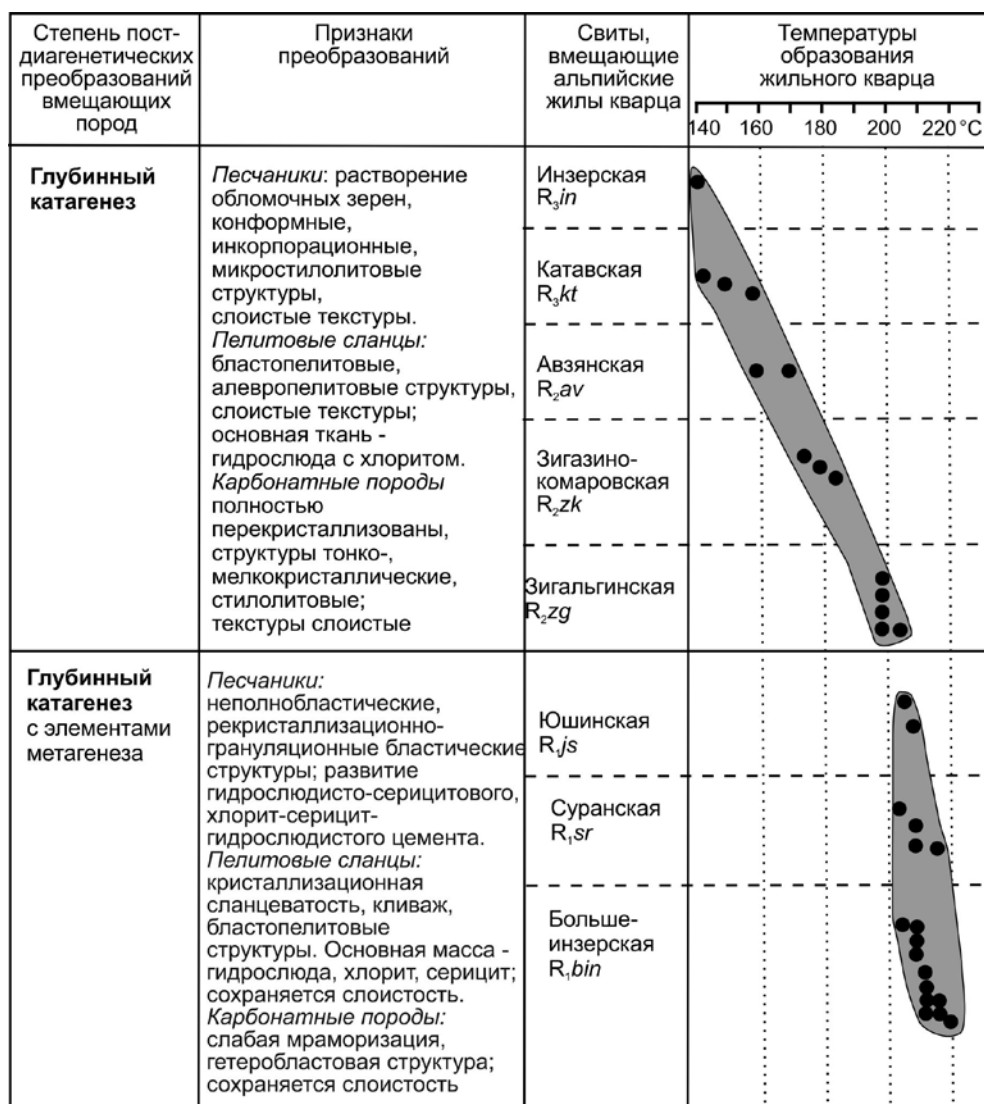 Степень пост-
диагенетических
преобразований
вмещающих
пород
Признаки
преобразований
Свиты,
вмещающие
альпийские
жилы кварца
Температуры
образования
жильного кварца
140 160 180 200 220 °C
Глубинный
катагенез
Песчаники: растворение
обломочных зерен,
конформные,
инкорпорационные,
микростилолитовые
структуры,
слоистые текстуры.
Пелитовые сланцы:
бластопелитовые,
алевропелитовые структуры,
слоистые текстуры;
основная ткань -
гидрослюда с хлоритом.
Карбонатные породы
полностью
перекристаллизованы,
структуры тонко-,
мелкокристаллические,
стилолитовые;
текстуры слоистые
Инзерская
R₃in
Катавская
R₃kt
Авзянская
R₂av
Зигазино-
комаровская
R₂zk
Зигальгинская
R₂zg
Глубинный
катагенез
с элементами
метагенеза
Песчаники:
неполнобластические,
рекристаллизационно-
грануляционные бластические
структуры; развитие
гидрослюдисто-серицитового,
хлорит-серицит-
гидрослюдистого цемента.
Пелитовые сланцы:
кристаллизационная
сланцеватость, кливаж,
бластопелитовые
структуры. Основная масса -
гидрослюда, хлорит, серицит;
сохраняется слоистость.
Карбонатные породы:
слабая мраморизация,
гетеробластовая структура;
сохраняется слоистость
Юшинская
R₁js
Суранская
R₁sr
Больше-
инзерская
R₁bin